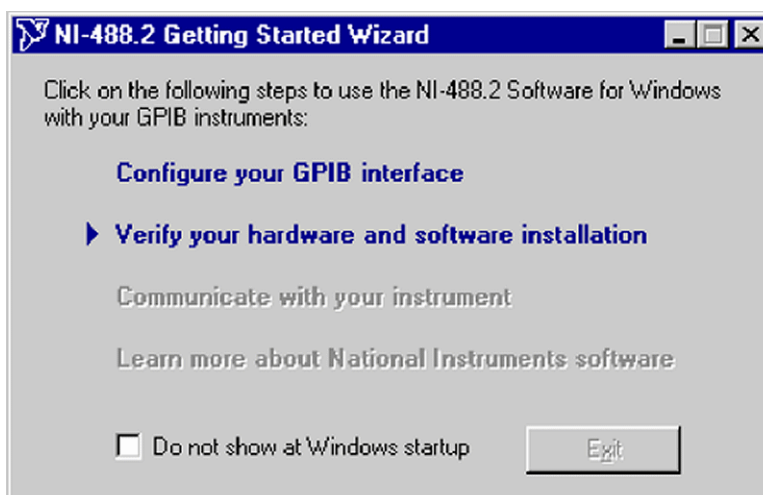 NI-488.2 Getting Started Wizard
Click on the following steps to use the NI-488.2 Software for Windows
with your GPIB instruments:
Configure your GPIB interface
Verify your hardware and software installation
Communicate with your instrument
Learn more about National Instruments software
Do not show at Windows startup
Exit